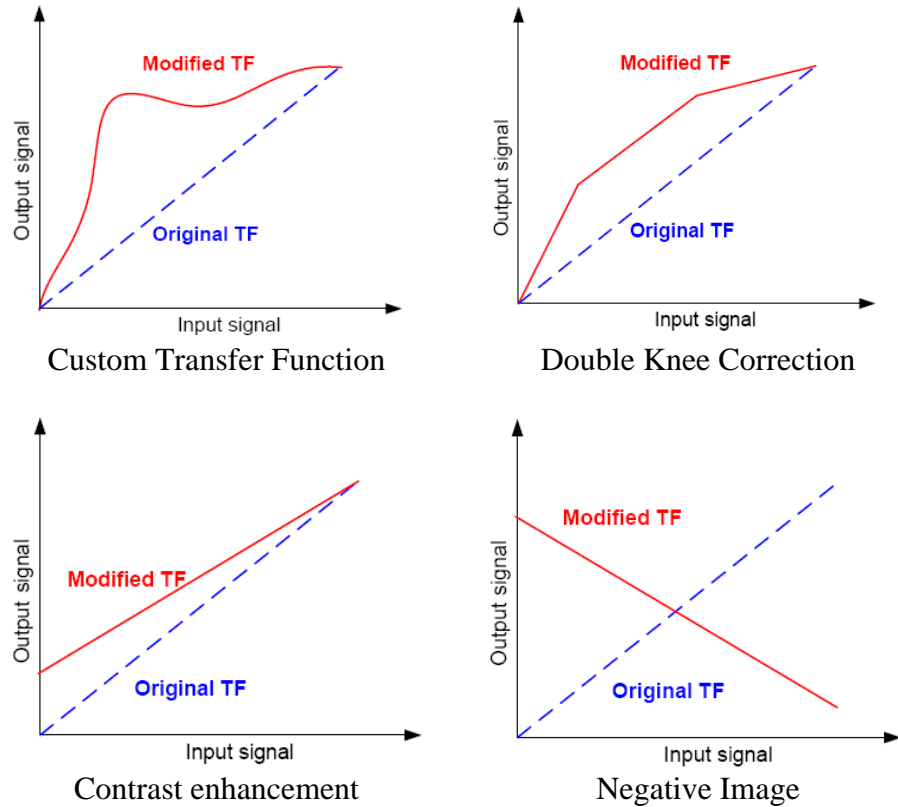 Modified TF
Output signal
Original TF
Input signal
Custom Transfer Function
Modified TF
Output signal
Original TF
Input signal
Double Knee Correction
Modified TF
Output signal
Original TF
Input signal
Contrast enhancement
Modified TF
Output signal
Original TF
Input signal
Negative Image